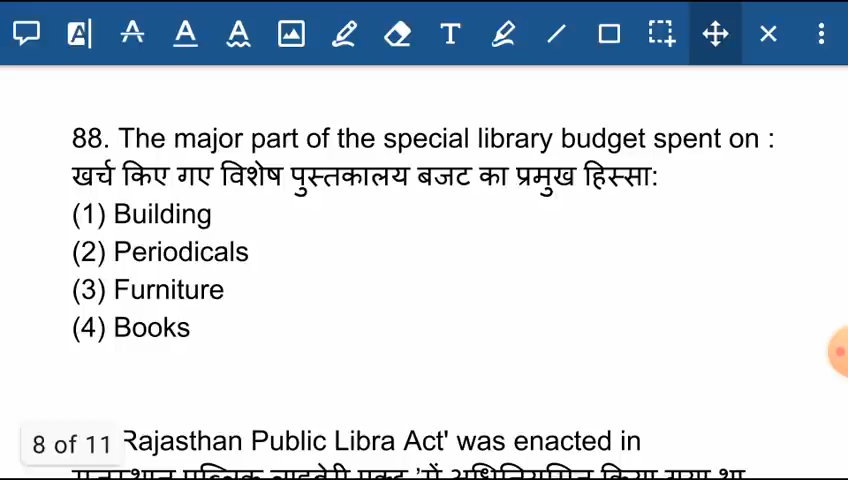 88. The major part of the special library budget spent on :
खर्च किए गए विशेष पुस्तकालय बजट का प्रमुख हिस्सा:
(1) Building
(2) Periodicals
(3) Furniture
(4) Books
8 of 11
Rajasthan Public Libra Act' was enacted in